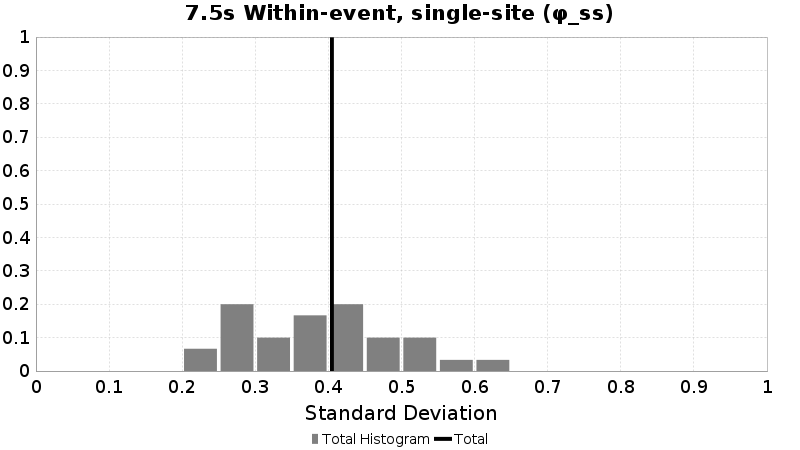 7.5s Within-event, single-site (φ_ss)
1
0.9
0.8
0.7
0.6
0.5
0.4
0.3
0.2
0.1
0
0 0.1 0.2 0.3 0.4 0.5 0.6 0.7 0.8 0.9 1
Standard Deviation
Total Histogram Total